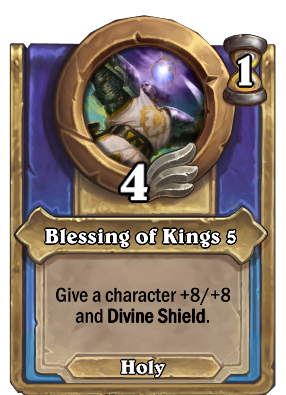 1
4
Blessing of Kings 5
Give a character +8/+8
and Divine Shield.
Holy